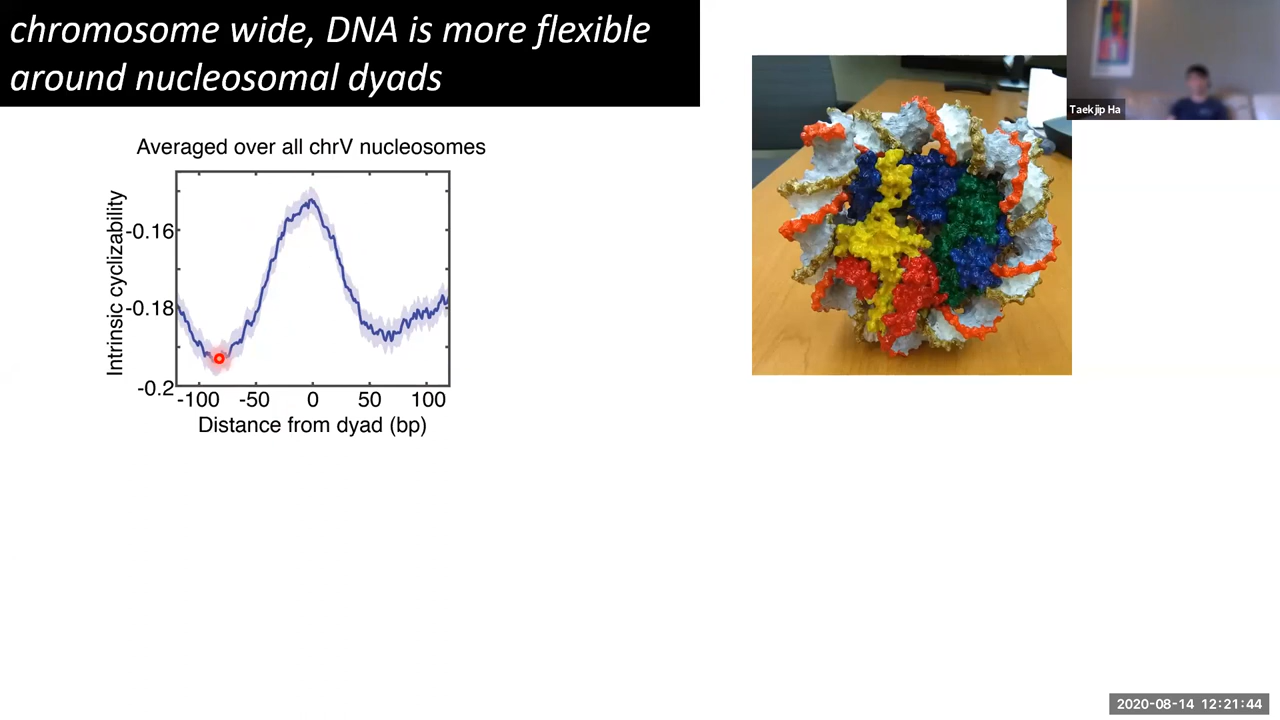 chromosome wide, DNA is more flexible
around nucleosomal dyads
Taekjip Ha
Averaged over all chrV nucleosomes
Intrinsic cyclizability
-0.16
-0.18
-0.2
-100 -50 0 50 100
Distance from dyad (bp)
2020-08-14 12:21:44